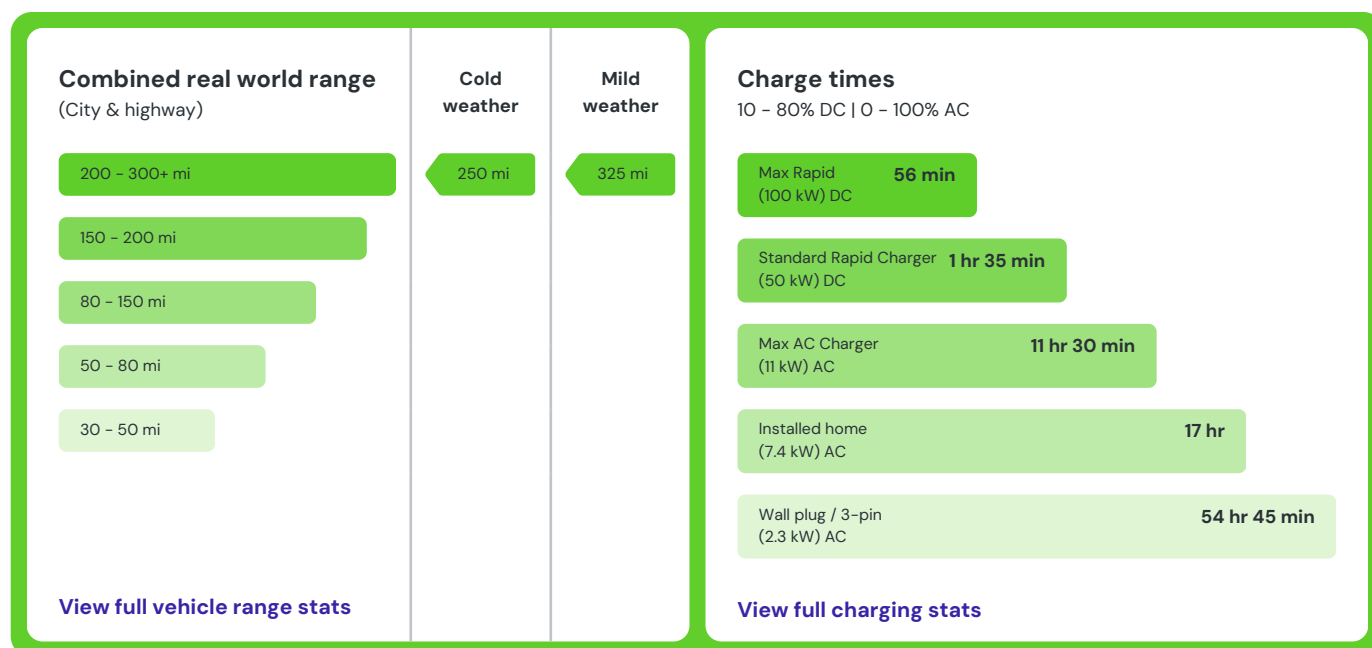 Combined real world range
(City & highway)
Cold
weather
Mild
weather
200 - 300+ mi
250 mi
325 mi
150 - 200 mi
80 - 150 mi
50 - 80 mi
30 - 50 mi
View full vehicle range stats
Charge times
10 - 80% DC | 0 - 100% AC
Max Rapid
(100 kW) DC
56 min
Standard Rapid Charger
(50 kW) DC
1 hr 35 min
Max AC Charger
(11 kW) AC
11 hr 30 min
Installed home
(7.4 kW) AC
17 hr
Wall plug / 3-pin
(2.3 kW) AC
54 hr 45 min
View full charging stats